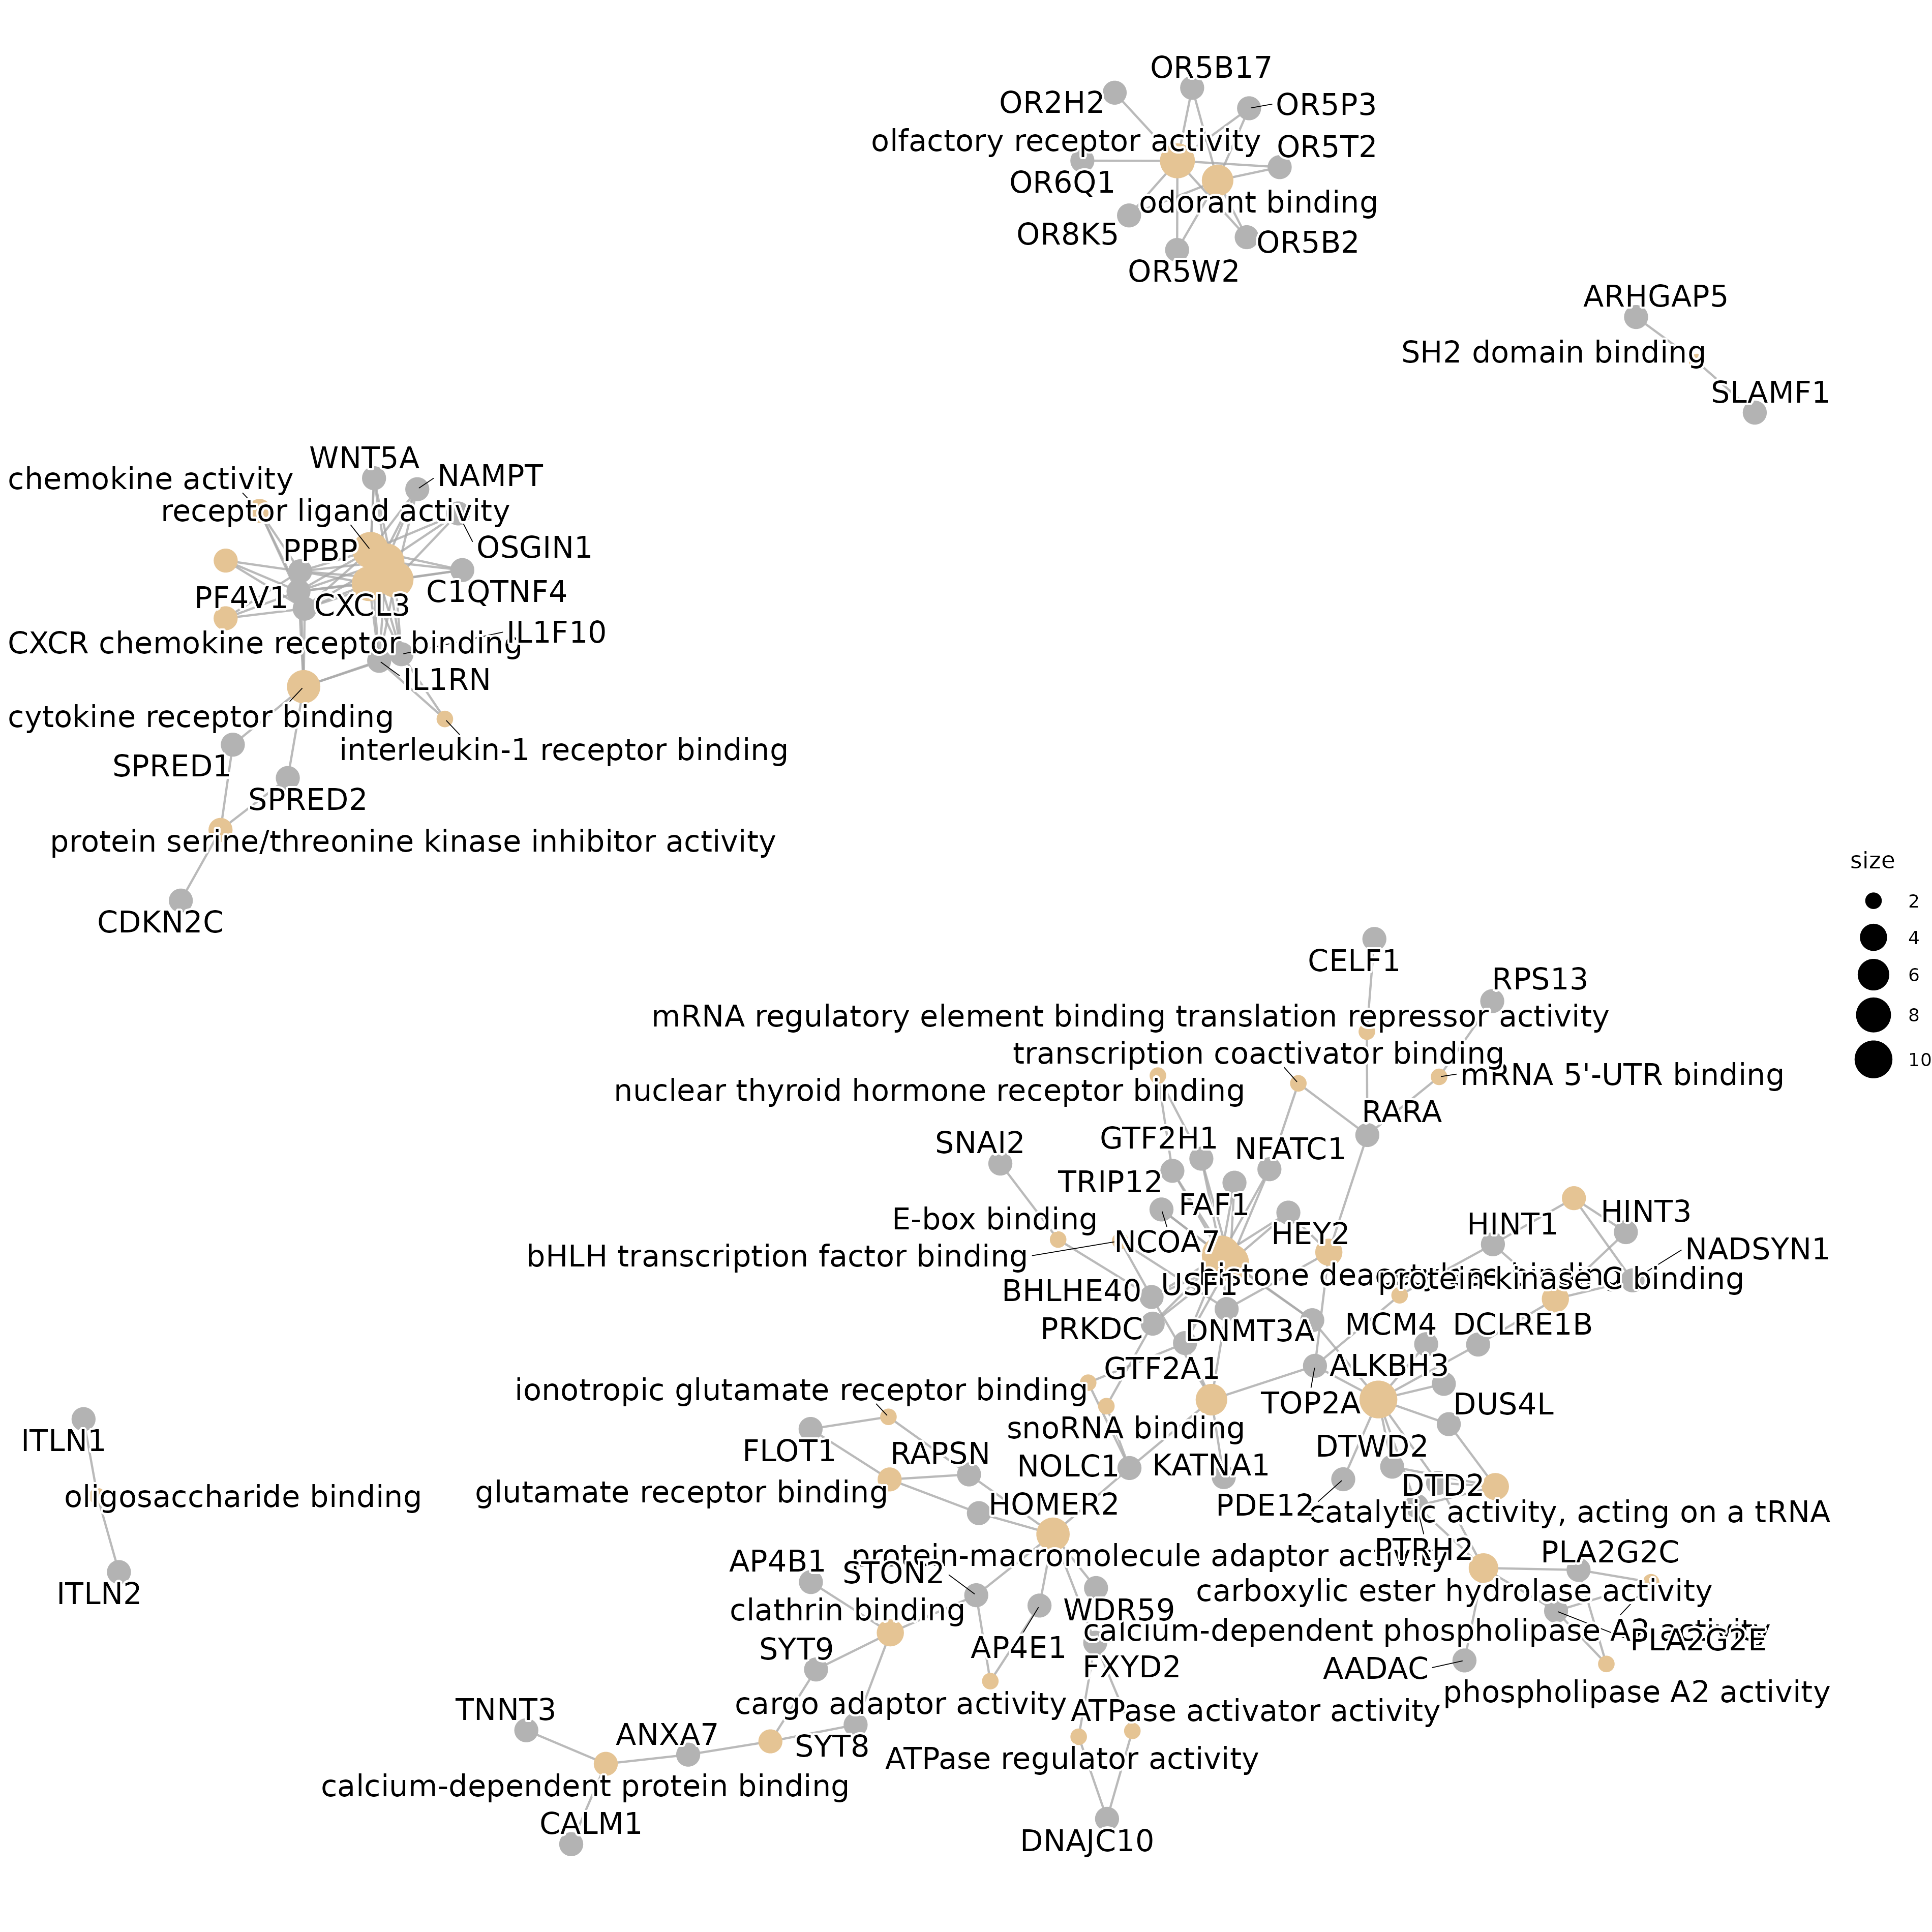 OR5B17
OR2H2
OR5P3
olfactory receptor activity
OR5T2
OR6Q1
odorant binding
OR8K5
OR5B2
OR5W2
ARHGAP5
SH2 domain binding
SLAMF1
WNT5A
chemokine activity
NAMPT
receptor ligand activity
PPBP
OSGIN1
PF4V1
CXCL3
C1QTNF4
CXCR chemokine receptor binding
IL1F10
IL1RN
cytokine receptor binding
interleukin-1 receptor binding
SPRED1
SPRED2
protein serine/threonine kinase inhibitor activity
CDKN2C
size
2
4
6
8
10
CELF1
RPS13
mRNA regulatory element binding translation repressor activity
transcription coactivator binding
mRNA 5'-UTR binding
nuclear thyroid hormone receptor binding
RARA
SNAI2
GTF2H1
NFATC1
TRIP12
FAF1
E-box binding
HEY2
HINT1
HINT3
bHLH transcription factor binding
NCOA7
NADSYN1
histone deacetylase binding
protein kinase C binding
BHLHE40
USF1
PRKDC
DNMT3A
MCM4
DCLRE1B
GTF2A1
ALKBH3
ionotropic glutamate receptor binding
TOP2A
DUS4L
snoRNA binding
ITLN1
FLOT1
RAPSN
NOLC1
KATNA1
DTWD2
DTD2
oligosaccharide binding
glutamate receptor binding
HOMER2
PDE12
catalytic activity, acting on a tRNA
protein-macromolecule adaptor activity
PTRH2
PLA2G2C
AP4B1
STON2
ITLN2
carboxylic ester hydrolase activity
clathrin binding
WDR59
calcium-dependent phospholipase A2 activity
PLA2G2E
SYT9
AP4E1
FXYD2
AADAC
phospholipase A2 activity
cargo adaptor activity
ATPase activator activity
TNNT3
ANXA7
SYT8
ATPase regulator activity
calcium-dependent protein binding
CALM1
DNAJC10